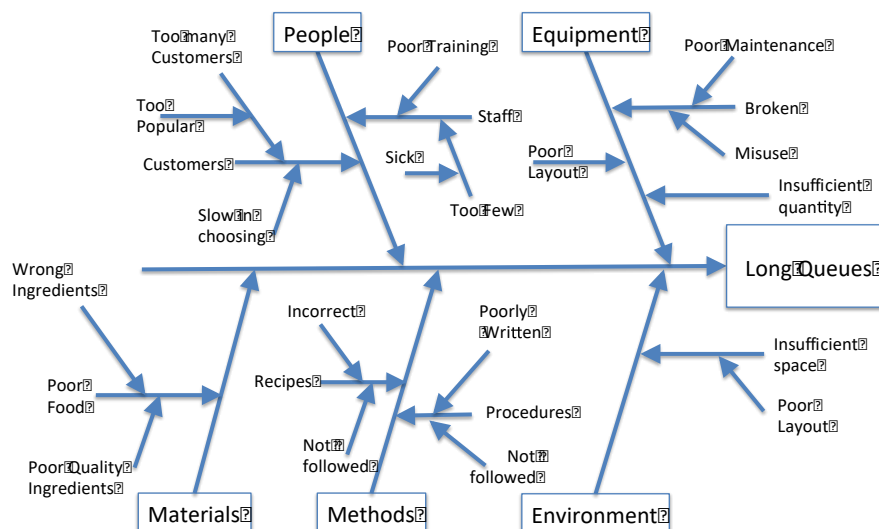 Too many
Customers
People
Poor Training
Equipment
Poor Maintenance
Too
Popular
Staff
Broken
Customers
Sick
Poor
Layout
Misuse
Slow in
choosing
Too Few
Insufficient
quantity
Wrong
Ingredients
Long Queues
Incorrect
Poorly
Written
Insufficient
space
Poor
Food
Recipes
Procedures
Poor
Layout
Poor Quality
Ingredients
Not
followed
Not
followed
Materials
Methods
Environment